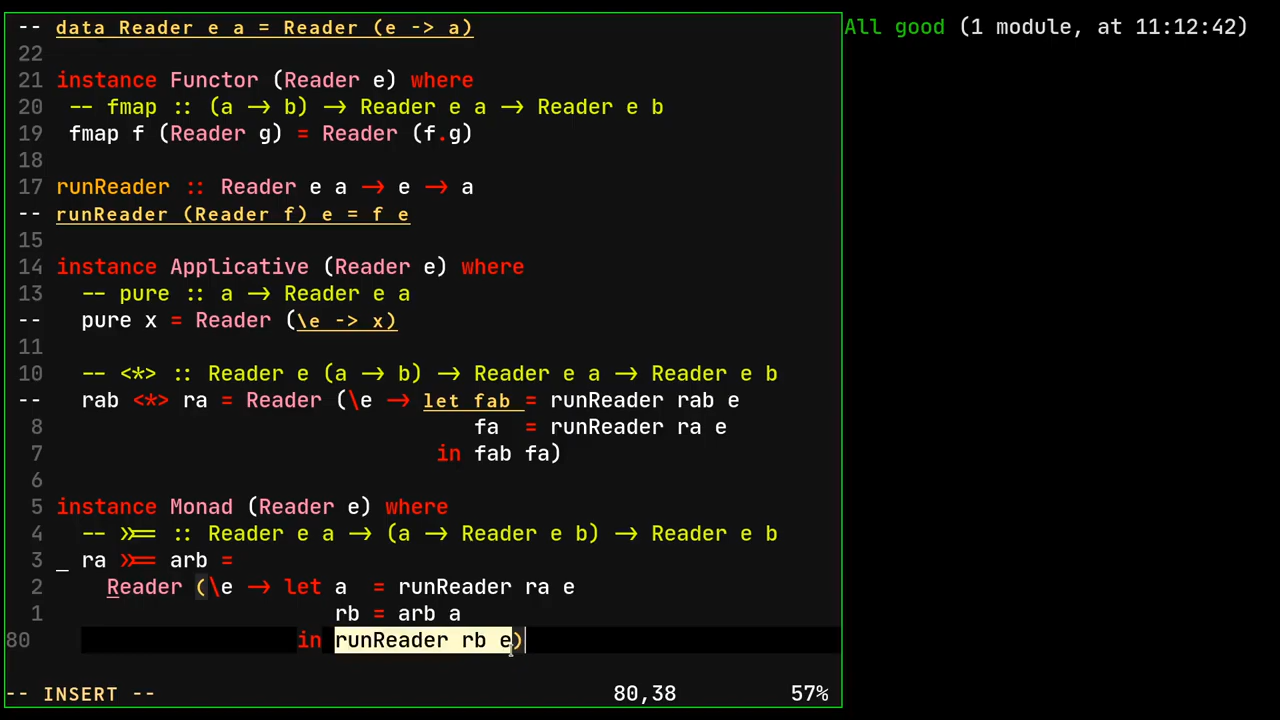 -- data Reader e a = Reader (e -> a)
22
21 instance Functor (Reader e) where
20 -- fmap :: (a -> b) -> Reader e a -> Reader e b
19 fmap f (Reader g) = Reader (f.g)
18
17 runReader :: Reader e a -> e -> a
-- runReader (Reader f) e = f e
15
14 instance Applicative (Reader e) where
13 -- pure :: a -> Reader e a
-- pure x = Reader (\e -> x)
11
10 -- <*> :: Reader e (a -> b) -> Reader e a -> Reader e b
-- rab <*> ra = Reader (\e -> let fab = runReader rab e
8 fa = runReader ra e
7 in fab fa)
6
5 instance Monad (Reader e) where
4 -- >>= :: Reader e a -> (a -> Reader e b) -> Reader e b
3 _ ra >>= arb =
2 Reader (\e -> let a = runReader ra e
1 rb = arb a
80 in runReader rb e)
-- INSERT -- 80,38 57%
All good (1 module, at 11:12:42)